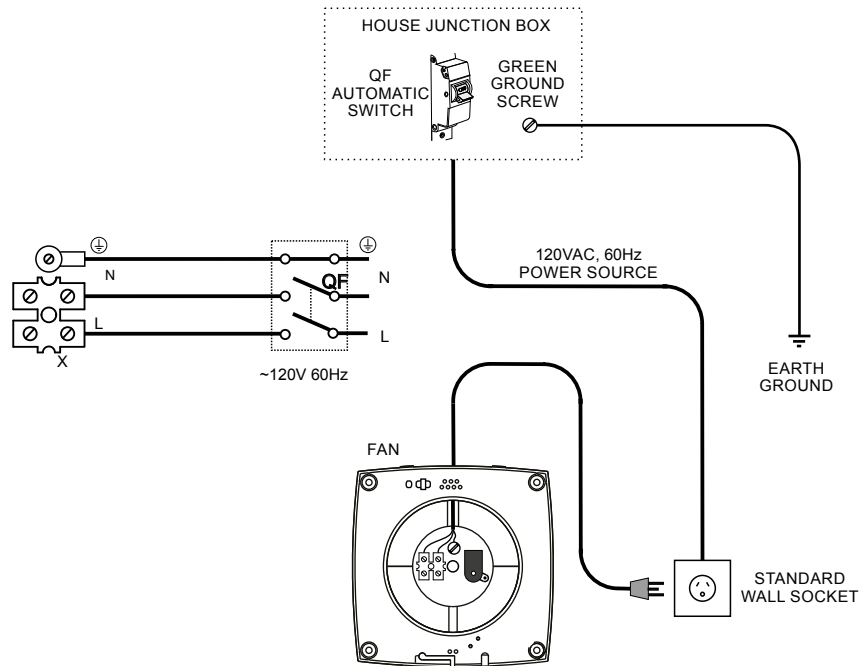 HOUSE JUNCTION BOX
QF
AUTOMATIC
SWITCH
GREEN
GROUND
SCREW
120VAC, 60Hz
POWER SOURCE
EARTH
GROUND
N
QF
N
L
L
X
~120V 60Hz
FAN
STANDARD
WALL SOCKET